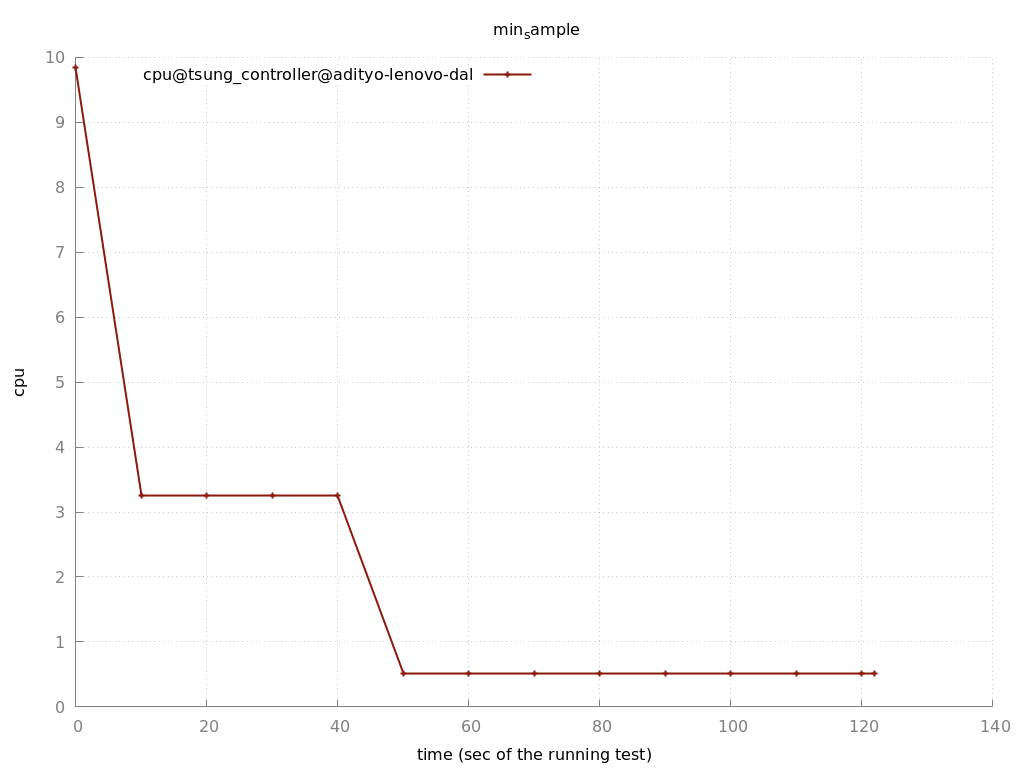 min_sample
cpu@tsung_controller@adityo-lenovo-dal
10
9
8
7
6
5
4
3
2
1
0
cpu
0 20 40 60 80 100 120 140
time (sec of the running test)